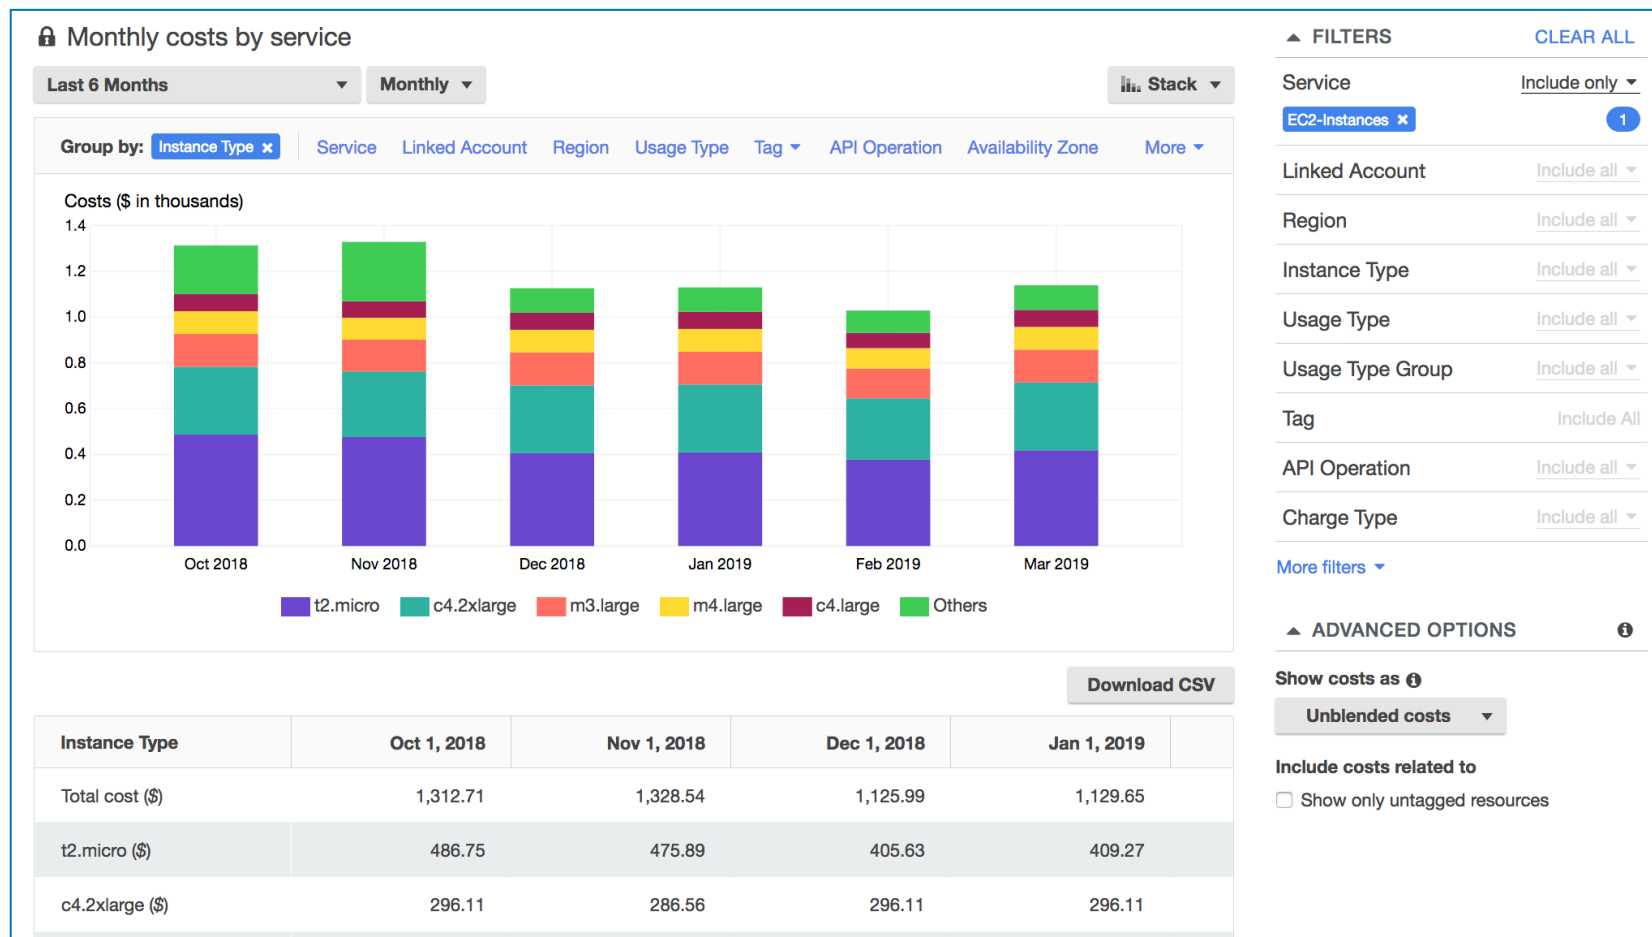 Monthly costs by service
Last 6 Months Monthly Stack
Group by: Instance Type × Service Linked Account Region Usage Type Tag API Operation Availability Zone More
Costs ($ in thousands)
1.4
1.2
1.0
0.8
0.6
0.4
0.2
0.0
Oct 2018 Nov 2018 Dec 2018 Jan 2019 Feb 2019 Mar 2019
t2.micro c4.2xlarge m3.large m4.large c4.large Others
Download CSV
Instance Type Oct 1, 2018 Nov 1, 2018 Dec 1, 2018 Jan 1, 2019
Total cost ($) 1,312.71 1,328.54 1,125.99 1,129.65
t2.micro ($) 486.75 475.89 405.63 409.27
c4.2xlarge ($) 296.11 286.56 296.11 296.11
FILTERS CLEAR ALL
Service Include only
EC2-Instances × 1
Linked Account Include all
Region Include all
Instance Type Include all
Usage Type Include all
Usage Type Group Include all
Tag Include All
API Operation Include all
Charge Type Include all
More filters
ADVANCED OPTIONS
Show costs as
Unblended costs
Include costs related to
Show only untagged resources